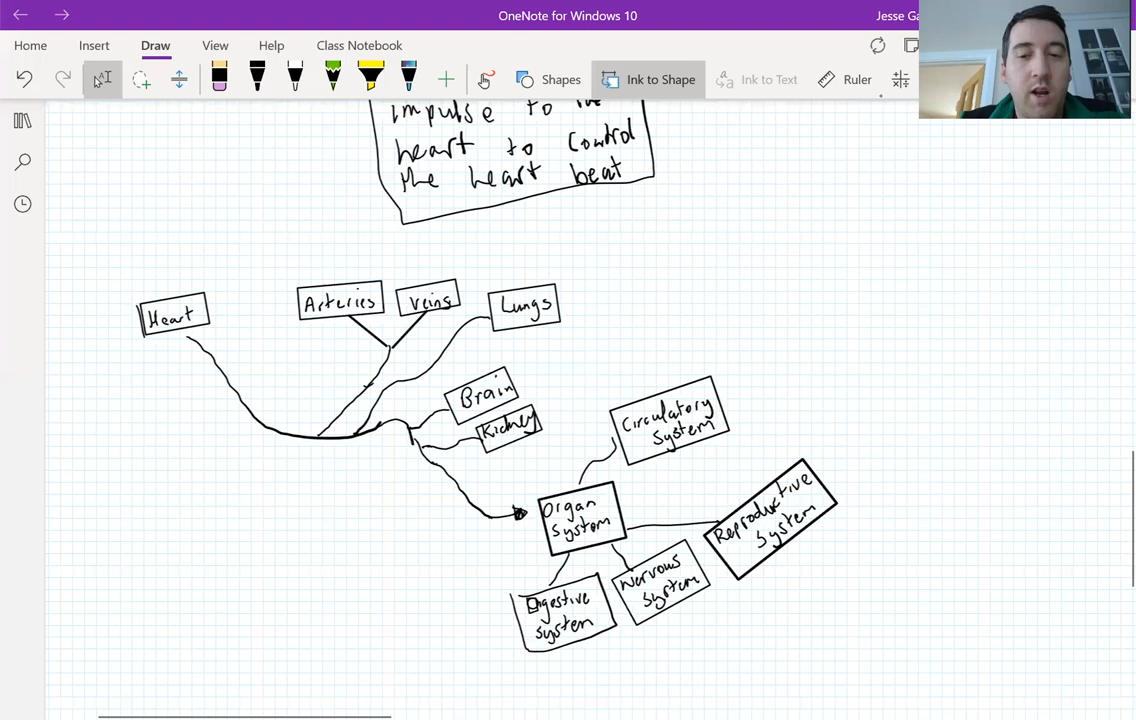 OneNote for Windows 10
Jesse Ga
Home
Insert
Draw
View
Help
Class Notebook
Shapes
Ink to Shape
Ink to Text
Ruler
impulse to the
heart to control
the heart beat
Heart
Arteries
Veins
Lungs
Brain
Kidney
Circulatory
System
Organ
System
Reproductive
System
Nervous
System
Digestive
System